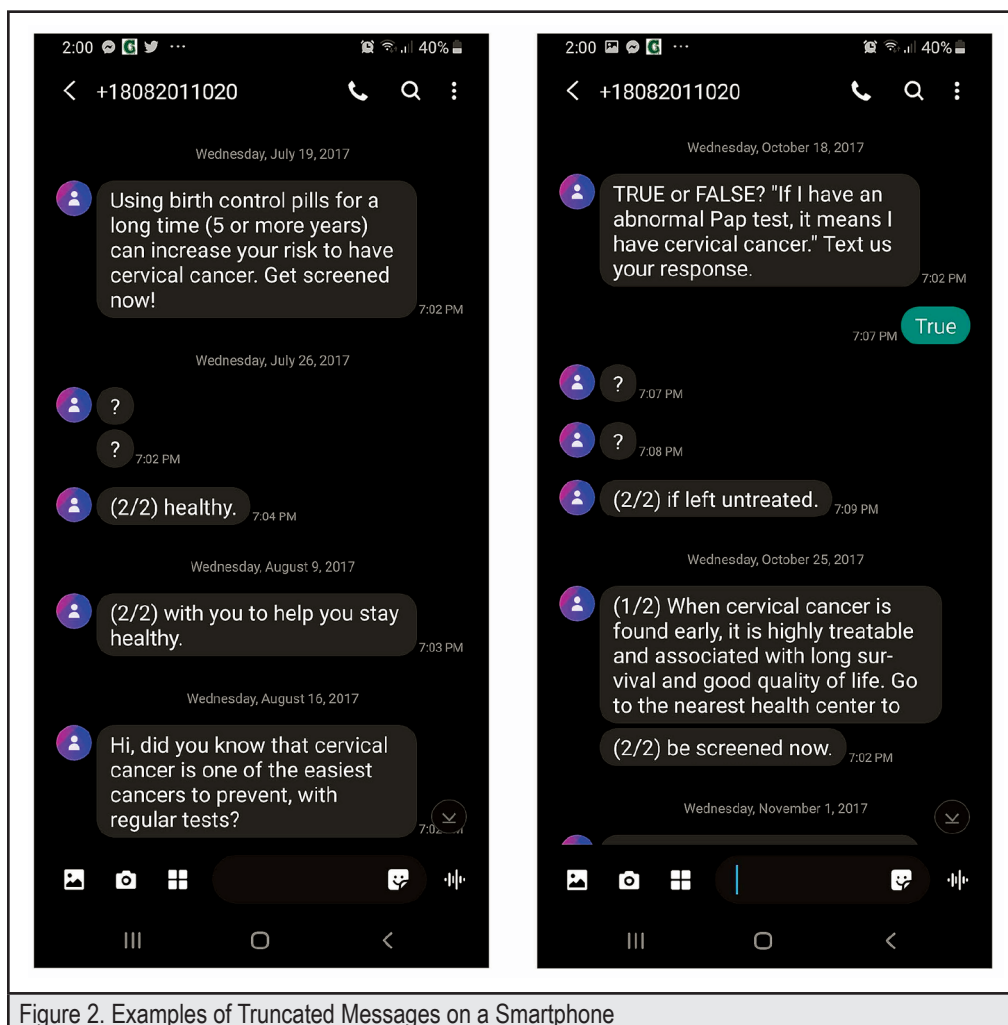 2:00 ... 40%
+18082011020
Wednesday, July 19, 2017
Using birth control pills for a
long time (5 or more years)
can increase your risk to have
cervical cancer. Get screened
now!
7:02 PM
Wednesday, July 26, 2017
?
?
7:02 PM
(2/2) healthy.
7:04 PM
Wednesday, August 9, 2017
(2/2) with you to help you stay
healthy.
7:03 PM
Wednesday, August 16, 2017
Hi, did you know that cervical
cancer is one of the easiest
cancers to prevent, with
regular tests?
2:00 ... 40%
+18082011020
Wednesday, October 18, 2017
TRUE or FALSE? "If I have an
abnormal Pap test, it means I
have cervical cancer." Text us
your response.
7:02 PM
True
7:07 PM
?
7:07 PM
?
7:08 PM
(2/2) if left untreated.
7:09 PM
Wednesday, October 25, 2017
(1/2) When cervical cancer is
found early, it is highly treatable
and associated with long sur-
vival and good quality of life. Go
to the nearest health center to
(2/2) be screened now.
7:02 PM
Wednesday, November 1, 2017
Figure 2. Examples of Truncated Messages on a Smartphone